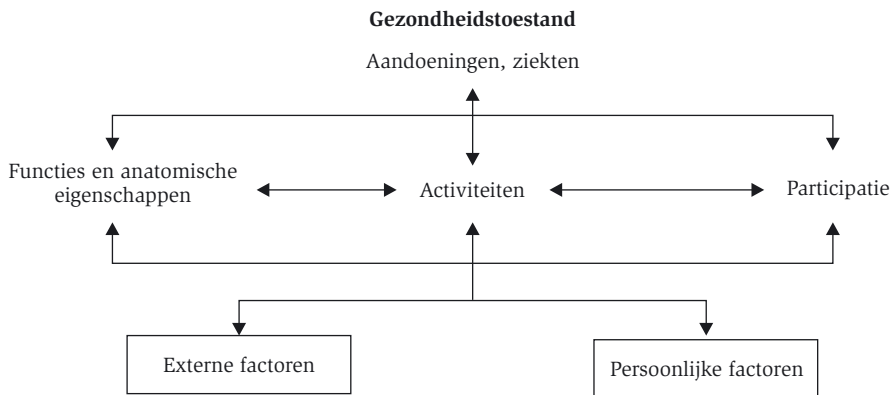 Gezondheidstoestand
Aandoeningen, ziekten
Functies en anatomische
eigenschappen
Activiteiten
Participatie
Externe factoren
Persoonlijke factoren